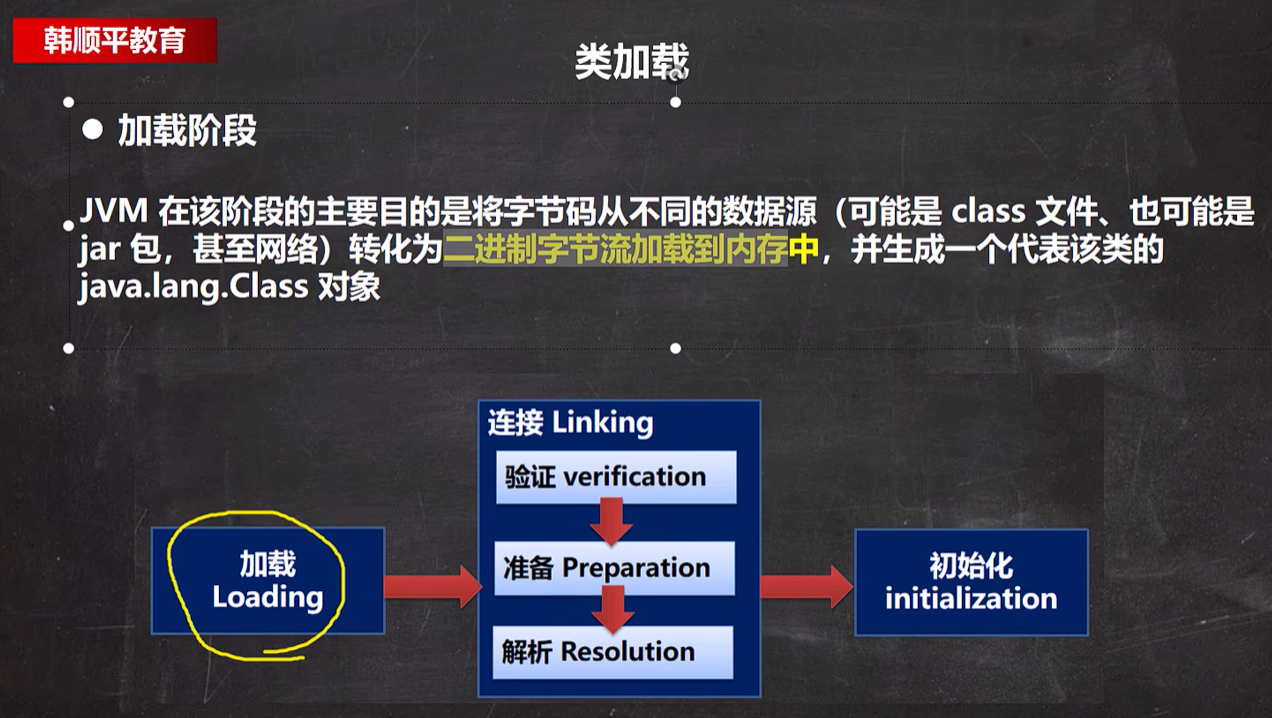 韩顺平教育
类加载
● 加载阶段
JVM 在该阶段的主要目的是将字节码从不同的数据源（可能是 class 文件、也可能是
jar 包，甚至网络）转化为二进制字节流加载到内存中，并生成一个代表该类的
java.lang.Class 对象
加载
Loading
连接 Linking
验证 verification
准备 Preparation
解析 Resolution
初始化
initialization